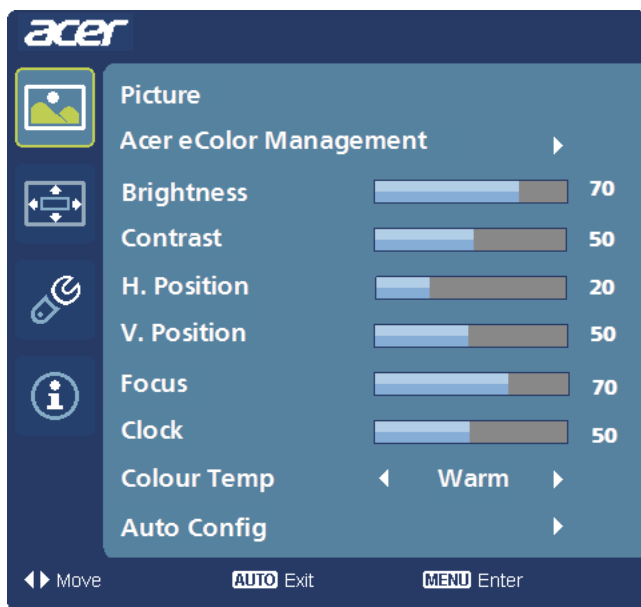 acer
Picture
Acer eColor Management
Brightness 70
Contrast 50
H. Position 20
V. Position 50
Focus 70
Clock 50
Colour Temp Warm
Auto Config
Move AUTO Exit MENU Enter